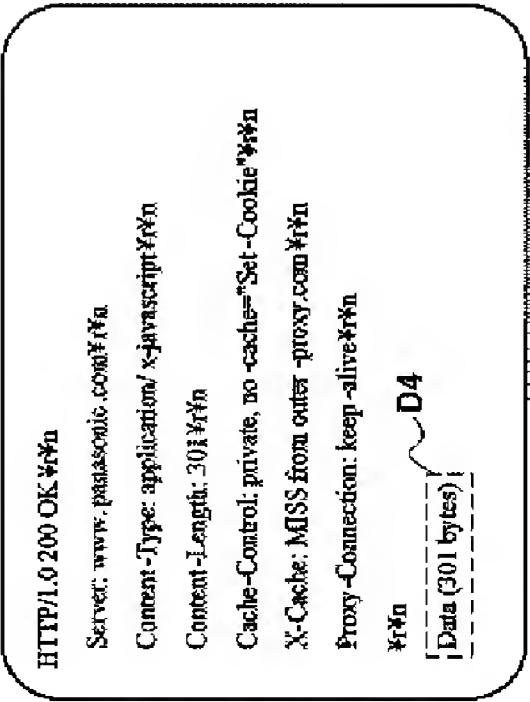 HTTP/1.0 200 OK¥r¥n
Server: www.panasonic.com¥r¥n
Content-Type: application/ x-javascript¥r¥n
Content-Length: 301¥r¥n
Cache-Control: private, no -cache="Set -Cookie"¥r¥n
X-Cache: MISS from outer -proxy.com¥r¥n
Proxy -Connection: keep -alive¥r¥n
¥r¥n
Data (301 bytes) D4